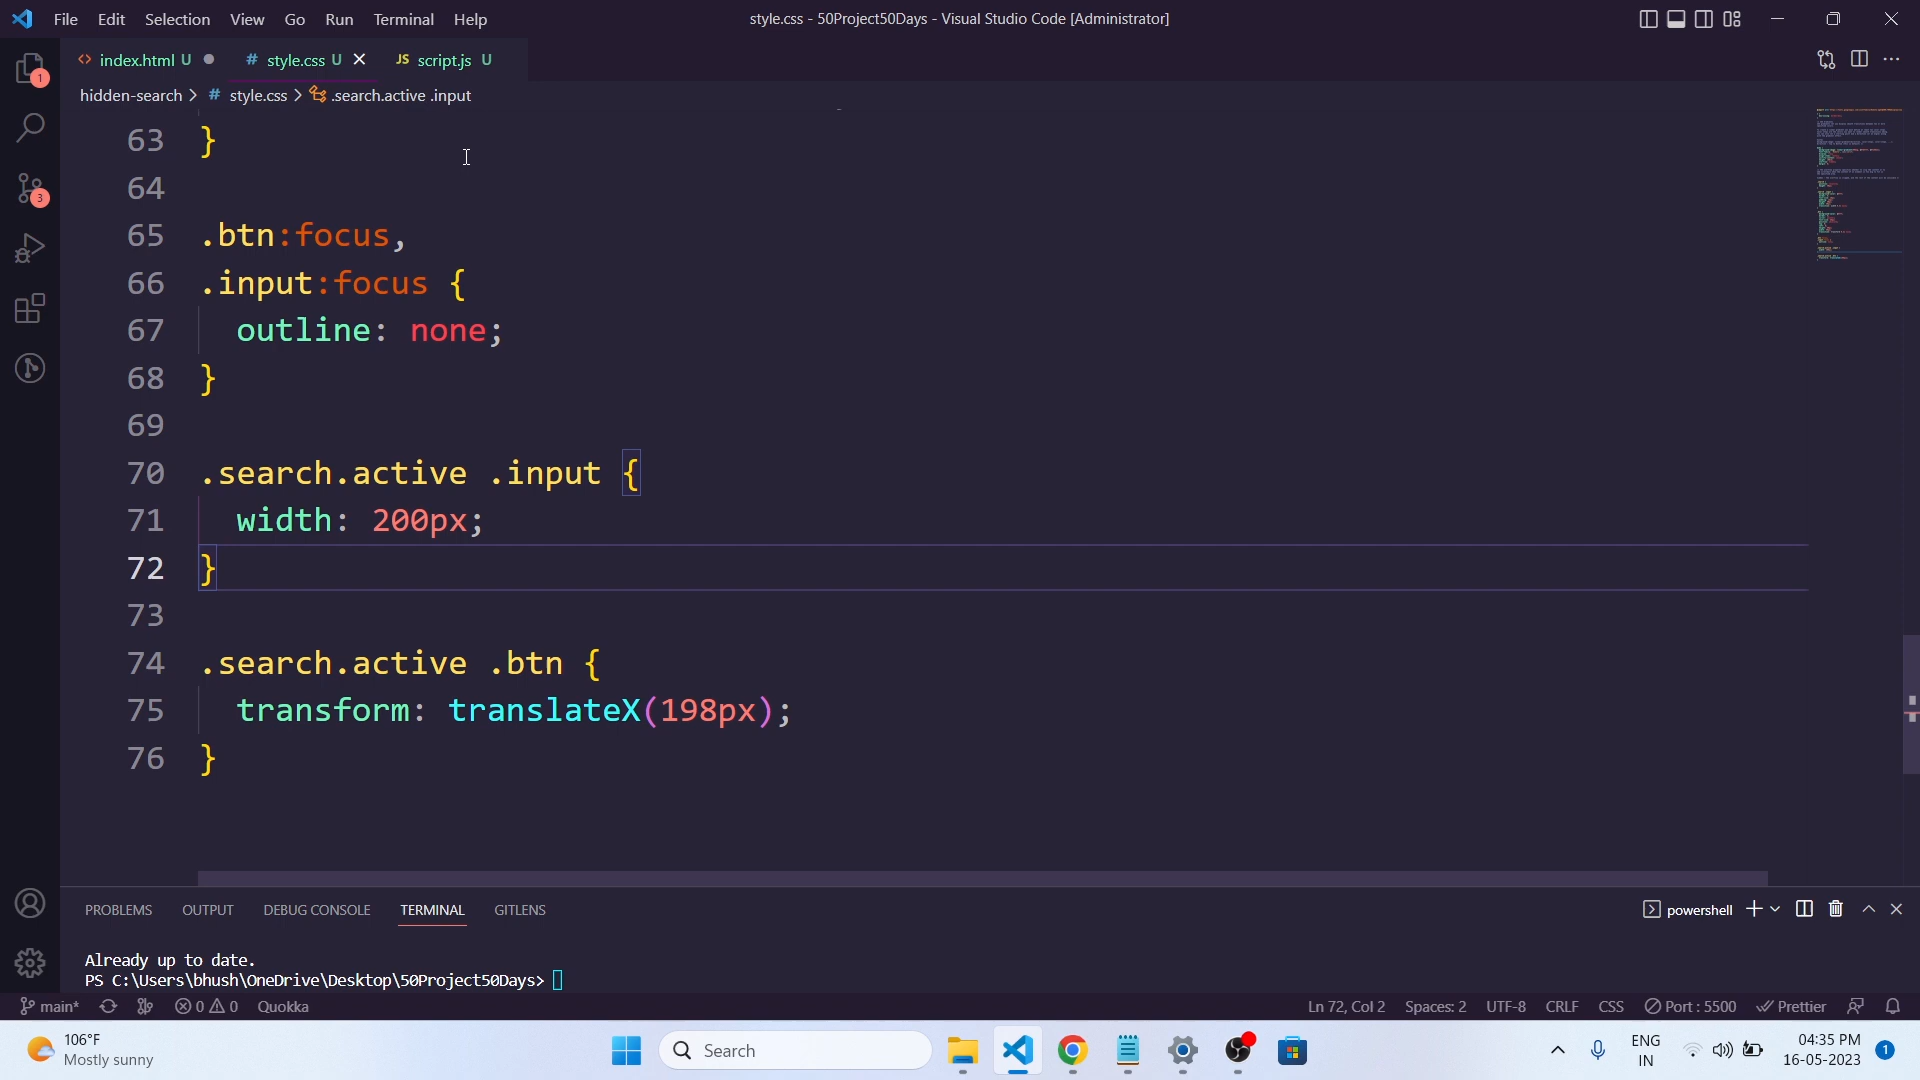 File Edit Selection View Go Run Terminal Help style.css - 50Project50Days - Visual Studio Code [Administrator]
<> index.html U # style.css U JS script.js U
hidden-search > # style.css > .search.active .input
63 }
64
65 .btn:focus,
66 .input:focus {
67 outline: none;
68 }
69
70 .search.active .input {
71 width: 200px;
72 }
73
74 .search.active .btn {
75 transform: translateX(198px);
76 }
1
3
PROBLEMS OUTPUT DEBUG CONSOLE TERMINAL GITLENS powershell
Already up to date.
PS C:\Users\bhush\OneDrive\Desktop\50Project50Days>
main* 0 0 Quokka Ln 72, Col 2 Spaces: 2 UTF-8 CRLF CSS Port : 5500 Prettier
106°F
Mostly sunny
Search
ENG
IN
04:35 PM
16-05-2023
1